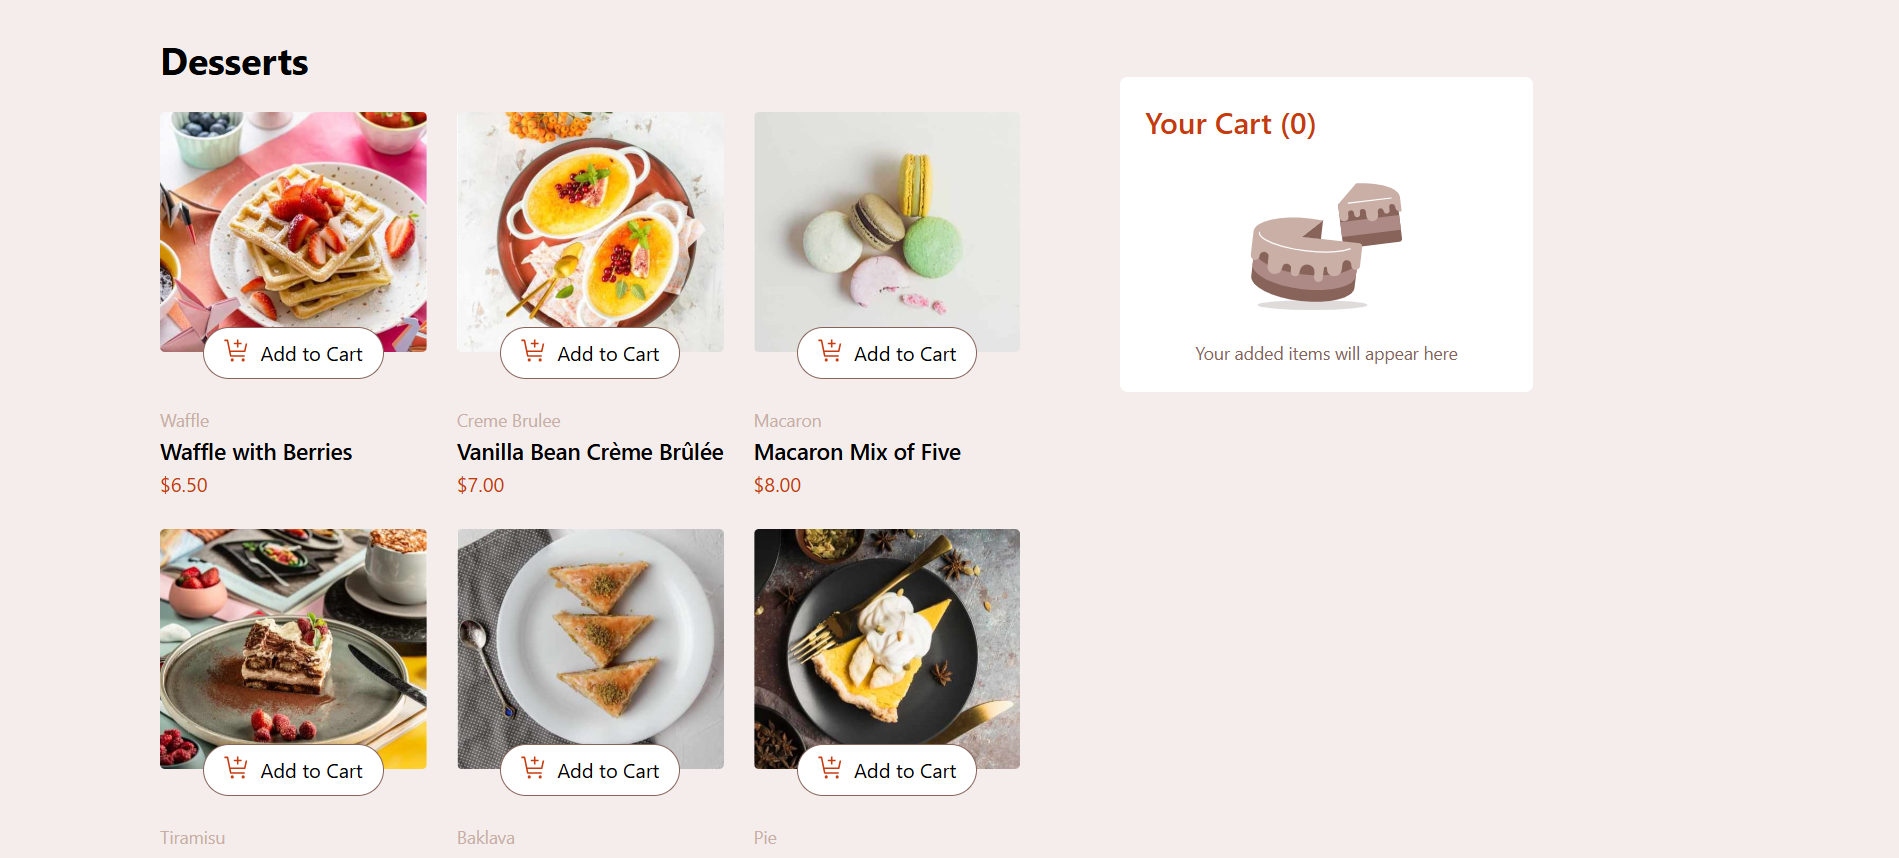 Desserts
Add to Cart
Waffle
Waffle with Berries
$6.50
Add to Cart
Creme Brulee
Vanilla Bean Crème Brûlée
$7.00
Add to Cart
Macaron
Macaron Mix of Five
$8.00
Add to Cart
Tiramisu
Add to Cart
Baklava
Add to Cart
Pie
Your Cart (0)
Your added items will appear here